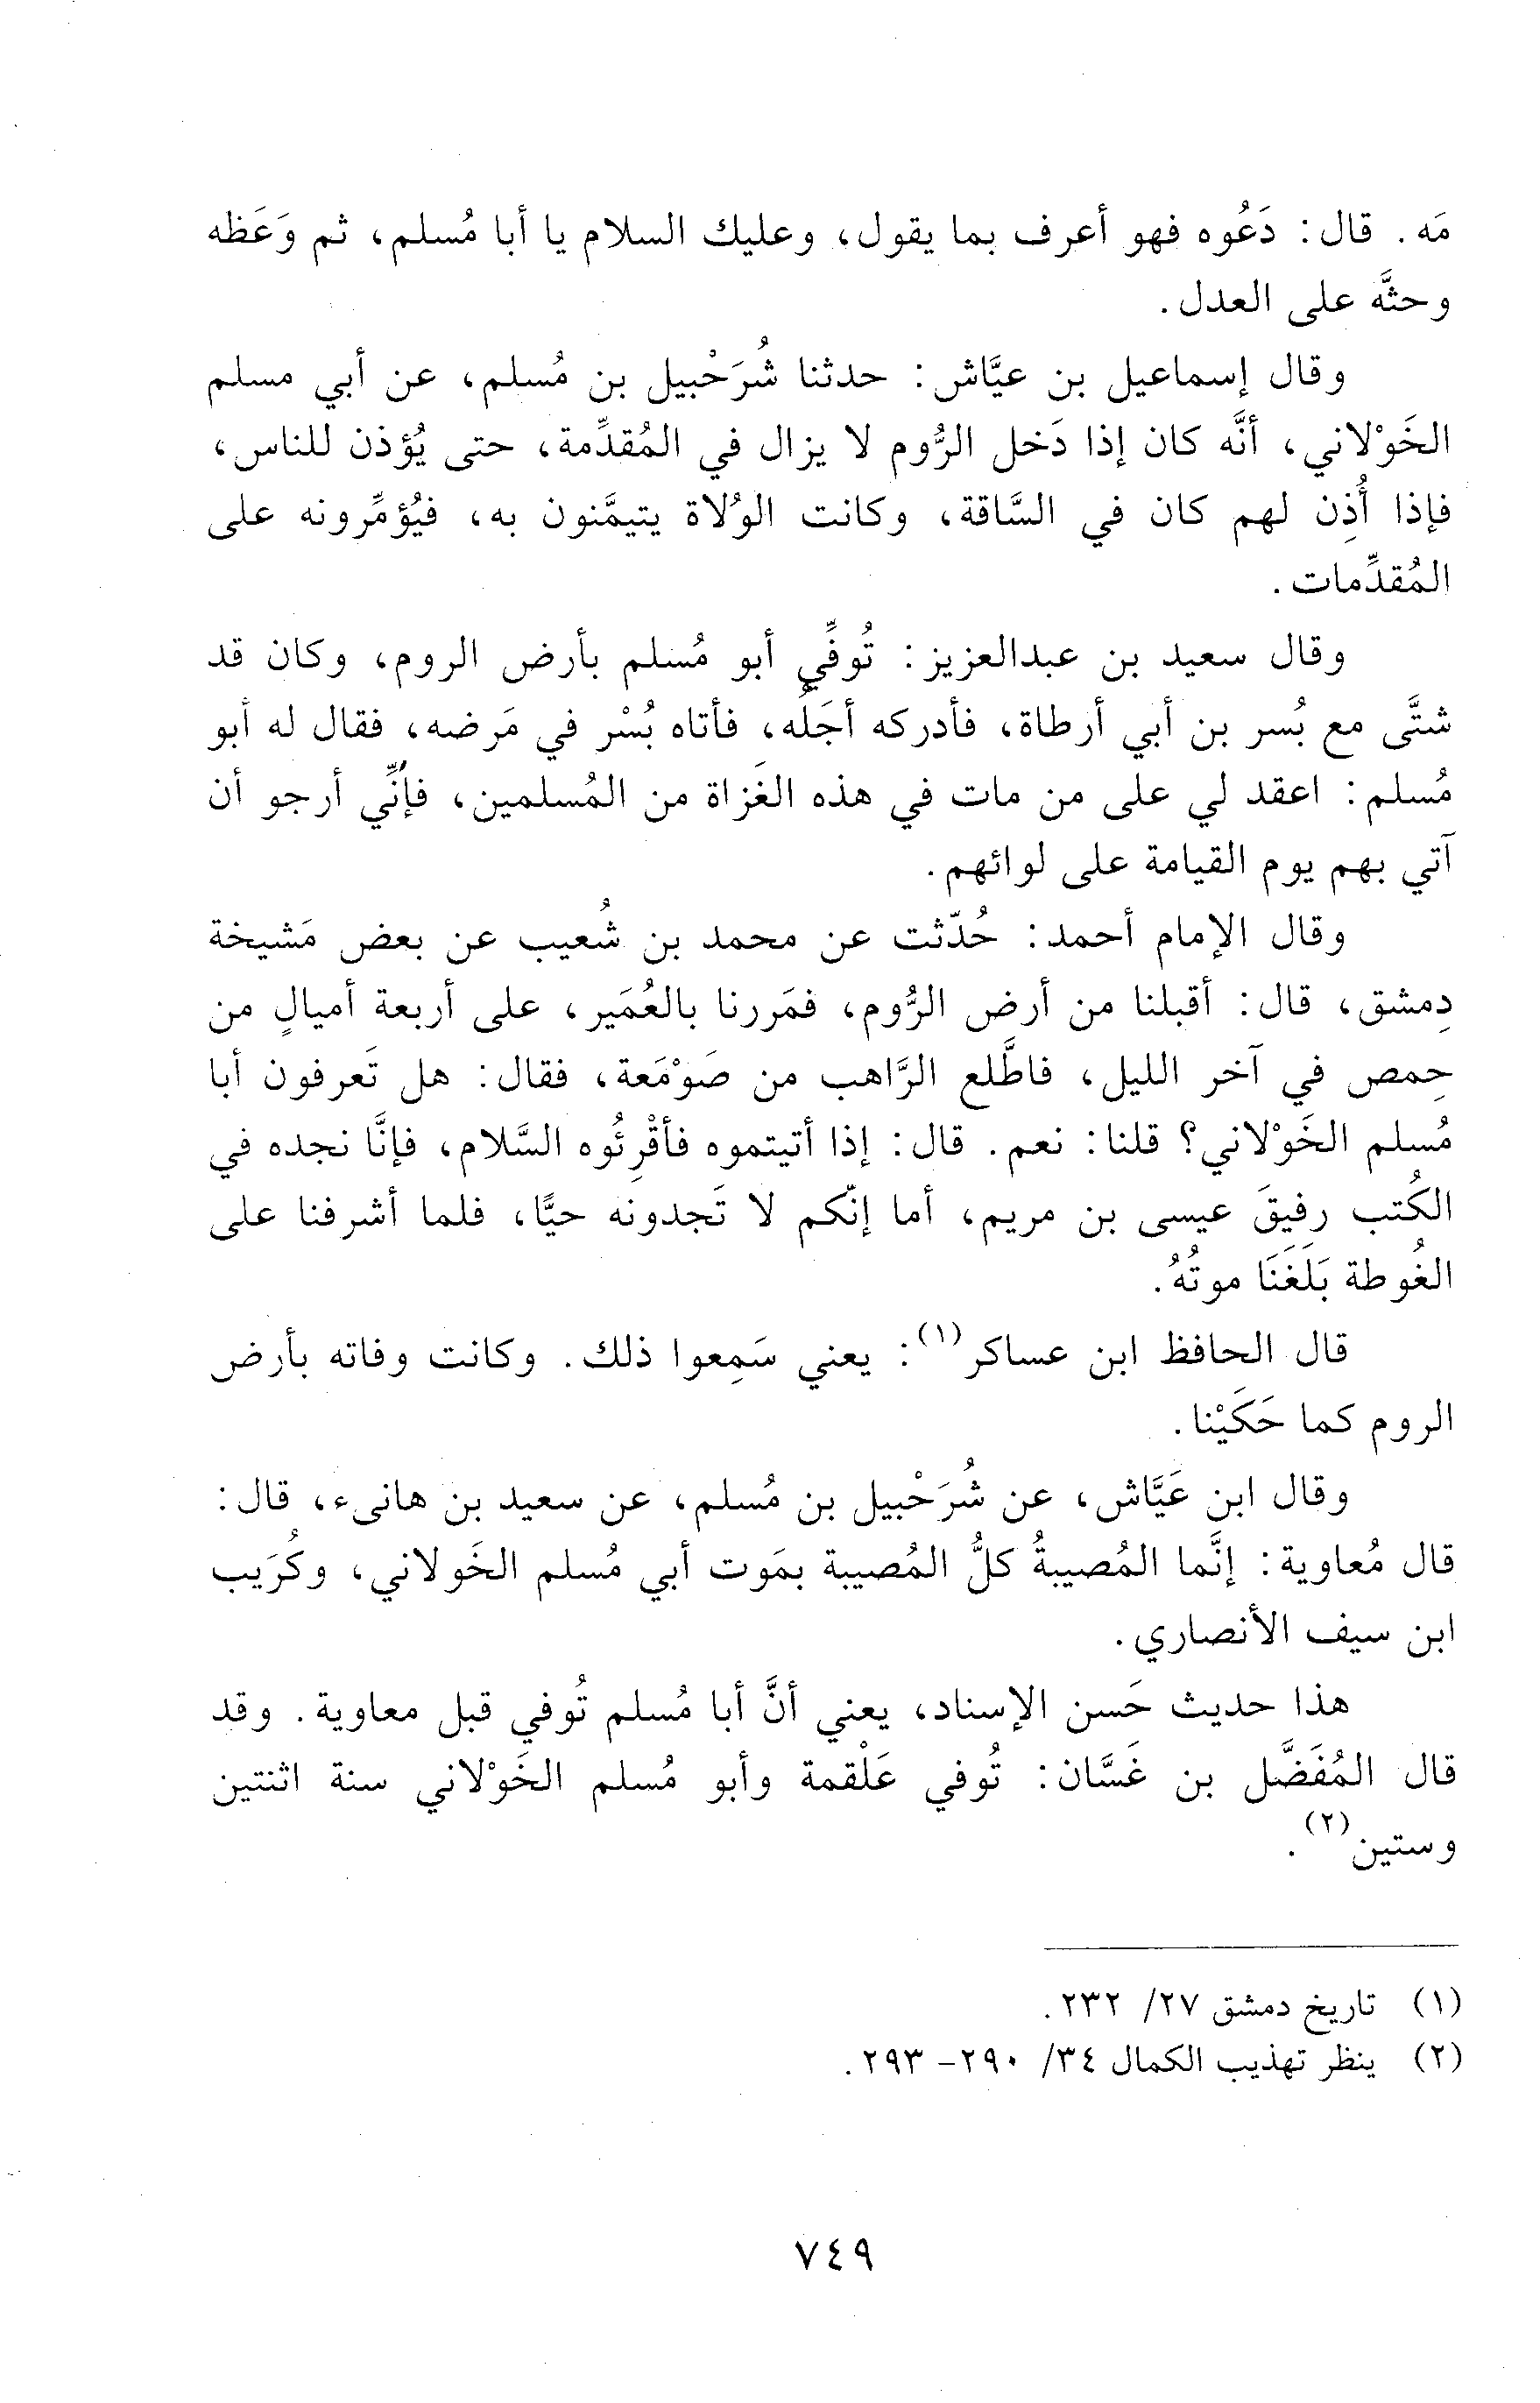 مَه. قال: دَعُوه فهو أعرف بما يقول، وعليك السلام يا أبا مُسلم، ثم وَعَظه
وحثَّه على العدل.
وقال إسماعيل بن عيَّاش: حدثنا شُرَحْبيل بن مُسلم، عن أبي مسلم
الخَوْلاني، أنَّه كان إذا دَخل الرُّوم لا يزال في المُقدِّمة، حتى يُؤذن للناس،
فإذا أُذِن لهم كان في السَّاقة، وكانت الوُلاة يتيمَّنون به، فيُؤمِّرونه على
المُقدِّمات.
وقال سعيد بن عبدالعزيز: تُوفِّي أبو مُسلم بأرض الروم، وكان قد
شتَّى مع بُسر بن أبي أرطاة، فأدركه أجَلُه، فأتاه بُسْر في مَرضه، فقال له أبو
مُسلم: اعقد لي على من مات في هذه الغَزاة من المُسلمين، فإنِّي أرجو أن
آتي بهم يوم القيامة على لوائهم.
وقال الإمام أحمد: حُدّثت عن محمد بن شُعيب عن بعض مَشيخة
دِمشق، قال: أقبلنا من أرض الرُّوم، فمَررنا بالعُمَير، على أربعة أميالٍ من
حِمص في آخر الليل، فاطَّلع الرَّاهب من صَوْمَعة، فقال: هل تَعرفون أبا
مُسلم الخَوْلاني؟ قلنا: نعم. قال: إذا أتيتموه فأقْرِئُوه السَّلام، فإنَّا نجده في
الكُتب رفيقَ عيسى بن مريم، أما إنّكم لا تَجدونه حيًّا، فلما أشرفنا على
الغُوطة بَلَغَنَا موتُهُ.
قال الحافظ ابن عساكر(١): يعني سَمِعوا ذلك. وكانت وفاته بأرض
الروم كما حَكَيْنا.
وقال ابن عَيَّاش، عن شُرَحْبيل بن مُسلم، عن سعيد بن هانىء، قال:
قال مُعاوية: إنَّما المُصيبةُ كلُّ المُصيبة بمَوت أبي مُسلم الخَولاني، وكُرَيب
ابن سيف الأنصاري.
هذا حديث حَسن الإسناد، يعني أنَّ أبا مُسلم تُوفي قبل معاوية. وقد
قال المُفَضَّل بن غَسَّان: تُوفي عَلْقمة وأبو مُسلم الخَوْلاني سنة اثنتين
وستين(٢).
(١) تاريخ دمشق ٢٧/ ٢٣٢.
(٢) ينظر تهذيب الكمال ٣٤/ ٢٩٠- ٢٩٣.
٧٤٩